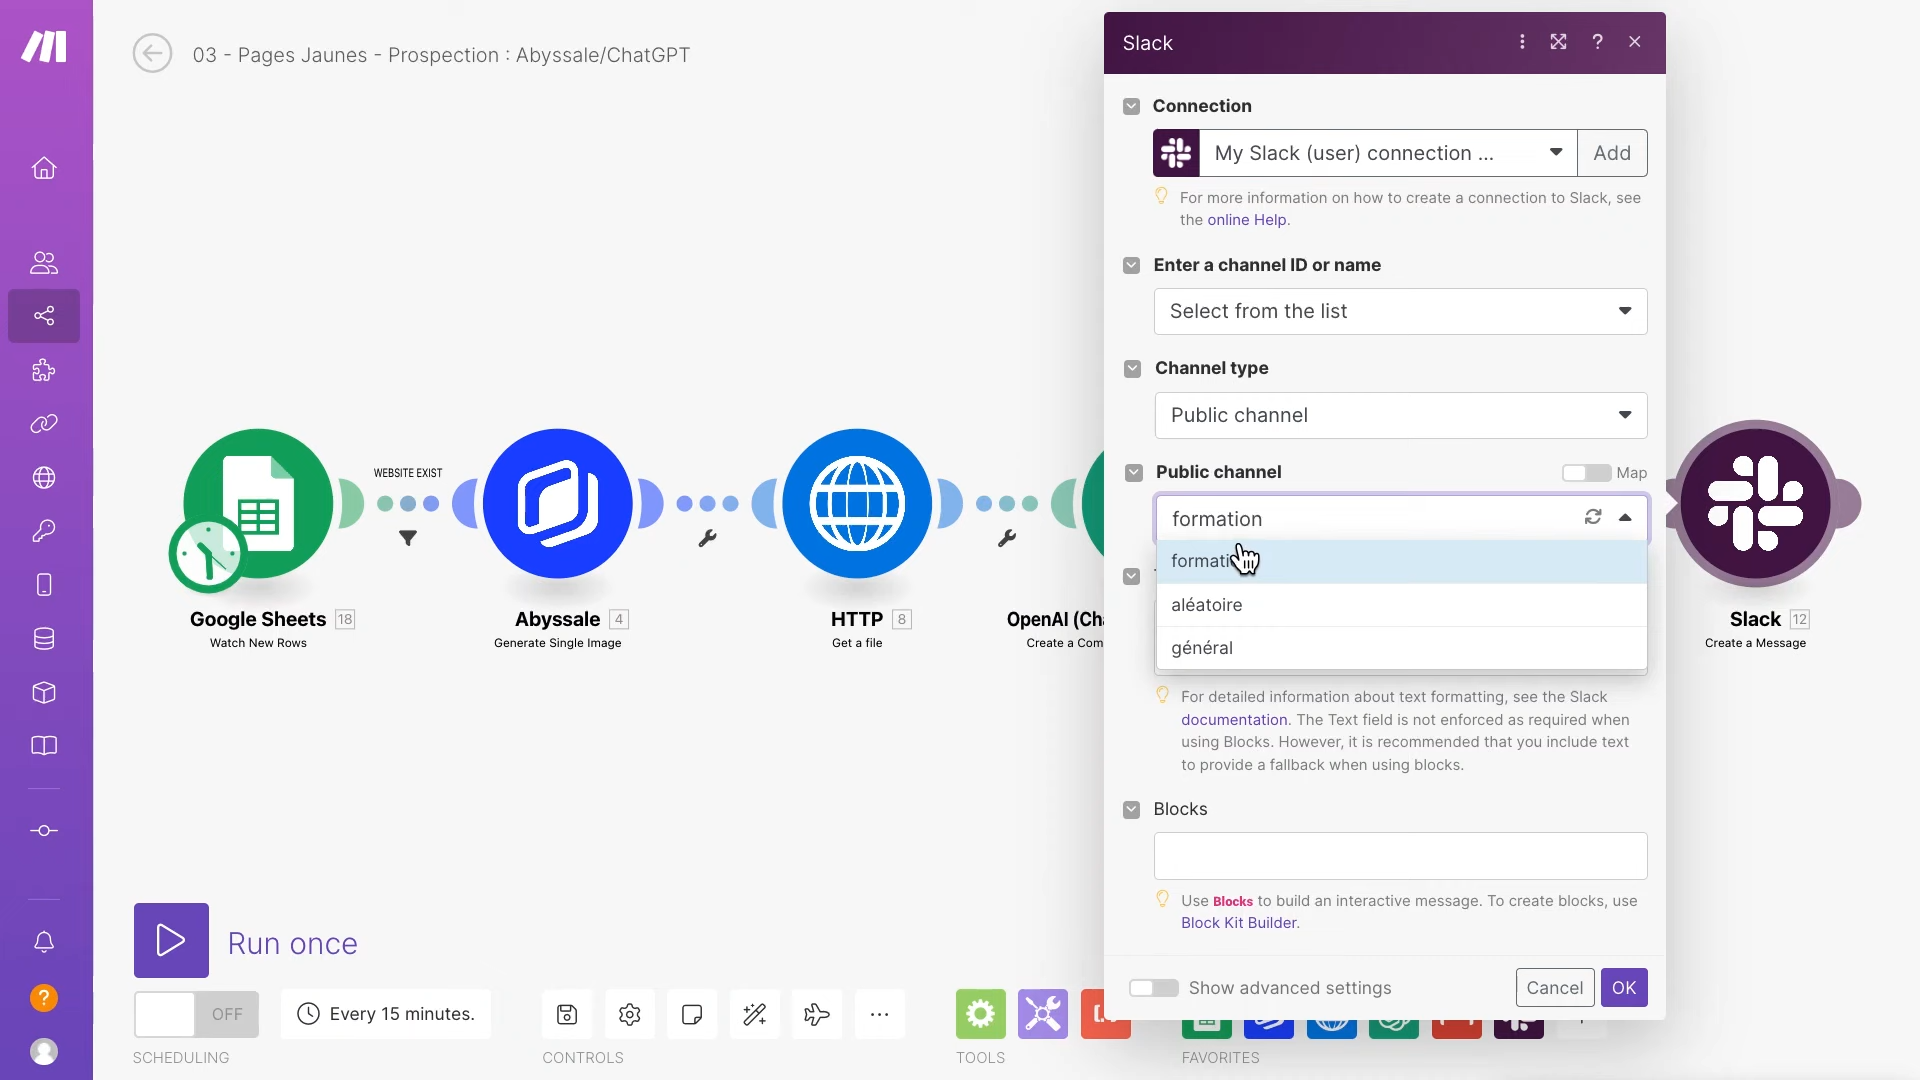 03 - Pages Jaunes - Prospection : Abyssale/ChatGPT
WEBSITE EXIST
Google Sheets 18
Watch New Rows
Abyssale 4
Generate Single Image
HTTP 8
Get a file
OpenAI (Cha
Create a Com
Slack 12
Create a Message
Slack
Connection
My Slack (user) connection ...
Add
For more information on how to create a connection to Slack, see
the online Help.
Enter a channel ID or name
Select from the list
Channel type
Public channel
Public channel
Map
formation
formati
aléatoire
général
For detailed information about text formatting, see the Slack
documentation. The Text field is not enforced as required when
using Blocks. However, it is recommended that you include text
to provide a fallback when using blocks.
Blocks
Use Blocks to build an interactive message. To create blocks, use
Block Kit Builder.
Show advanced settings
Cancel
OK
Run once
OFF
Every 15 minutes.
SCHEDULING
CONTROLS
TOOLS
FAVORITES